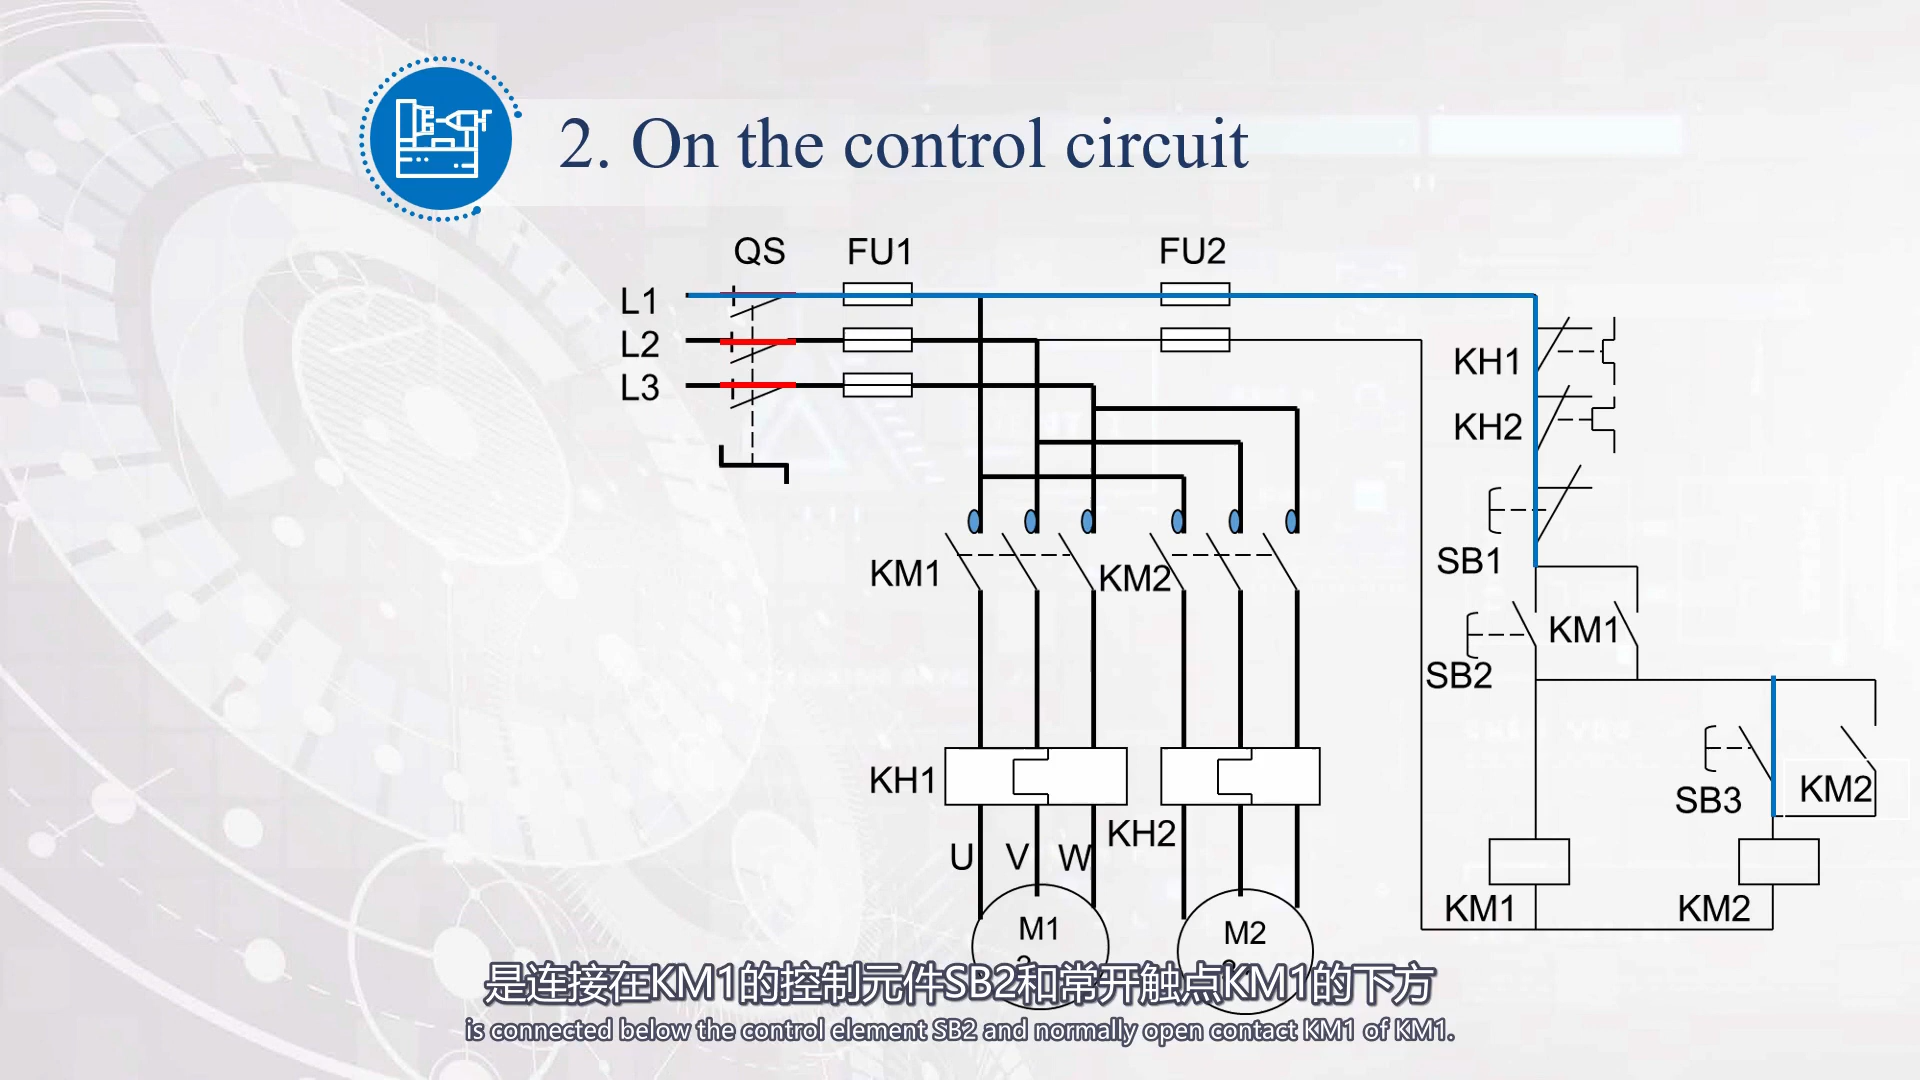 2. On the control circuit
QS
FU1
FU2
L1
L2
L3
KH1
KH2
SB1
KM1
KM2
SB2
KM1
KH1
KH2
SB3
KM2
U
V
W
KM1
KM2
M1
M2
是连接在KM1的控制元件SB2和常开触点KM1的下方
is connected below the control element SB2 and normally open contact KM1 of KM1.